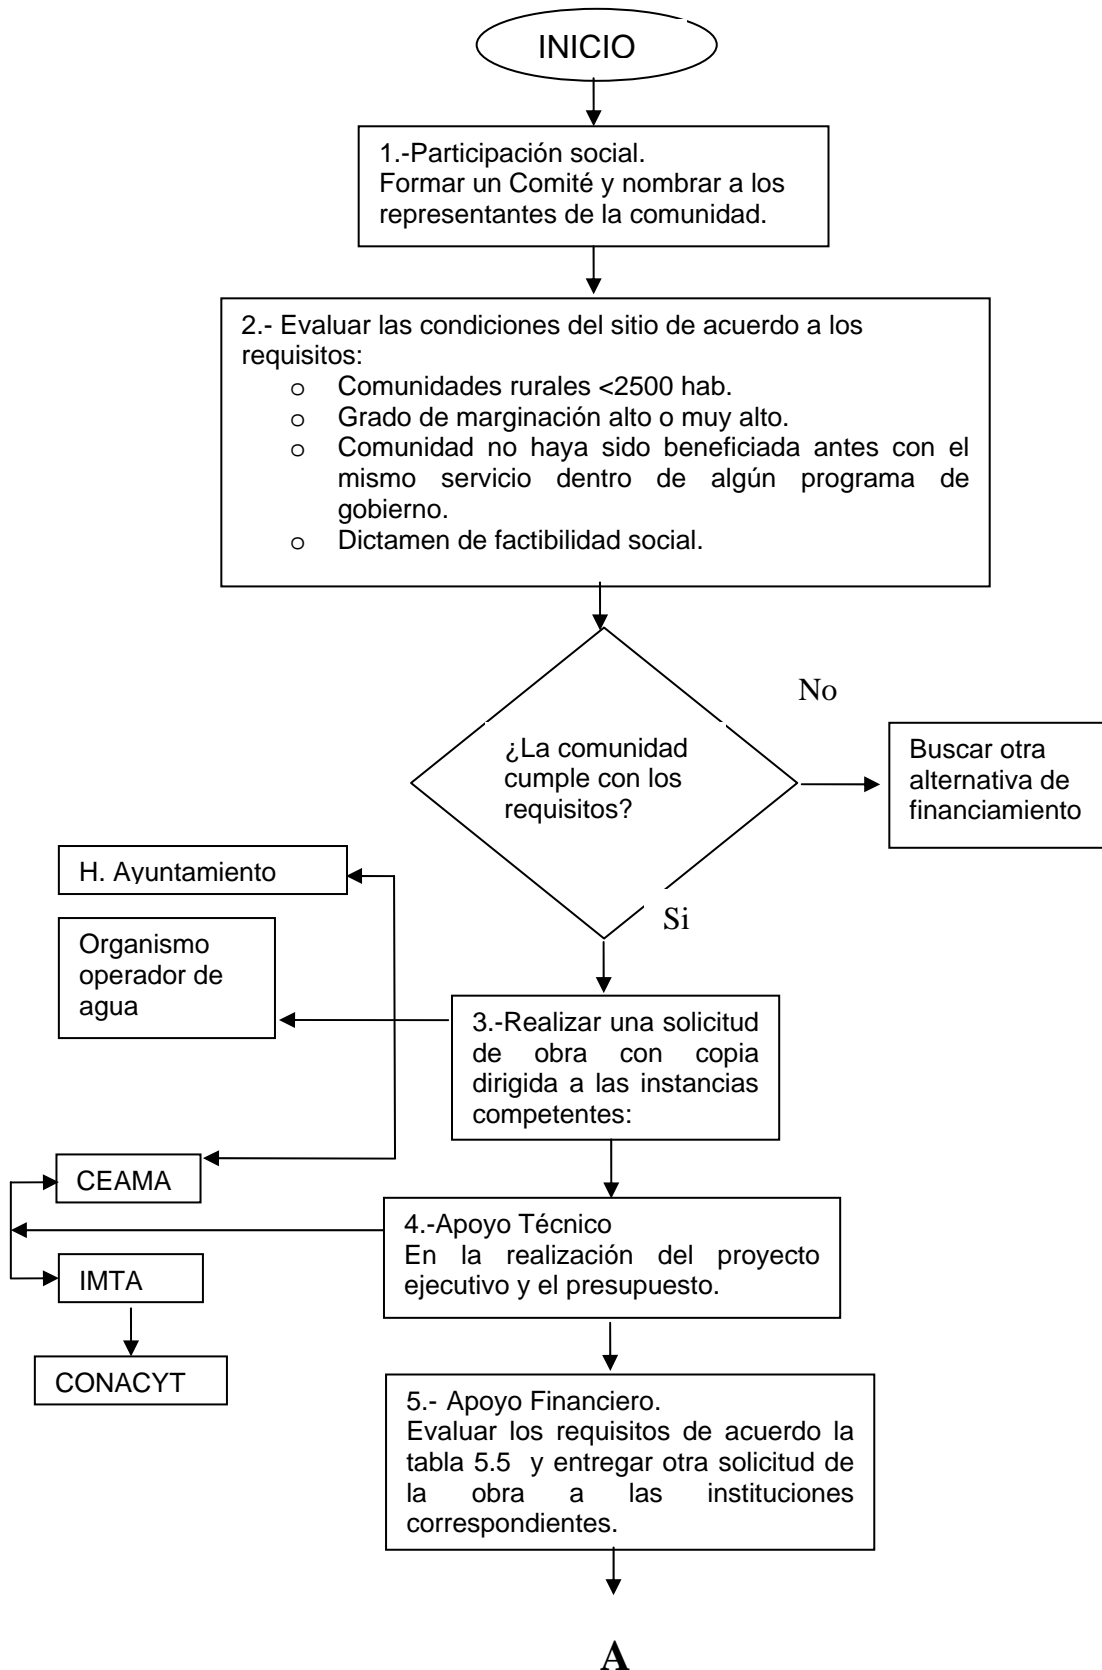 INICIO
1.-Participación social.
Formar un Comité y nombrar a los
representantes de la comunidad.
2.- Evaluar las condiciones del sitio de acuerdo a los
requisitos:
o Comunidades rurales <2500 hab.
o Grado de marginación alto o muy alto.
o Comunidad no haya sido beneficiada antes con el
mismo servicio dentro de algún programa de
gobierno.
o Dictamen de factibilidad social.
¿La comunidad
cumple con los
requisitos?
No
Buscar otra
alternativa de
financiamiento
Si
H. Ayuntamiento
Organismo
operador de
agua
3.-Realizar una solicitud
de obra con copia
dirigida a las instancias
competentes:
CEAMA
4.-Apoyo Técnico
En la realización del proyecto
ejecutivo y el presupuesto.
IMTA
CONACYT
5.- Apoyo Financiero.
Evaluar los requisitos de acuerdo la
tabla 5.5 y entregar otra solicitud de
la obra a las instituciones
correspondientes.
A